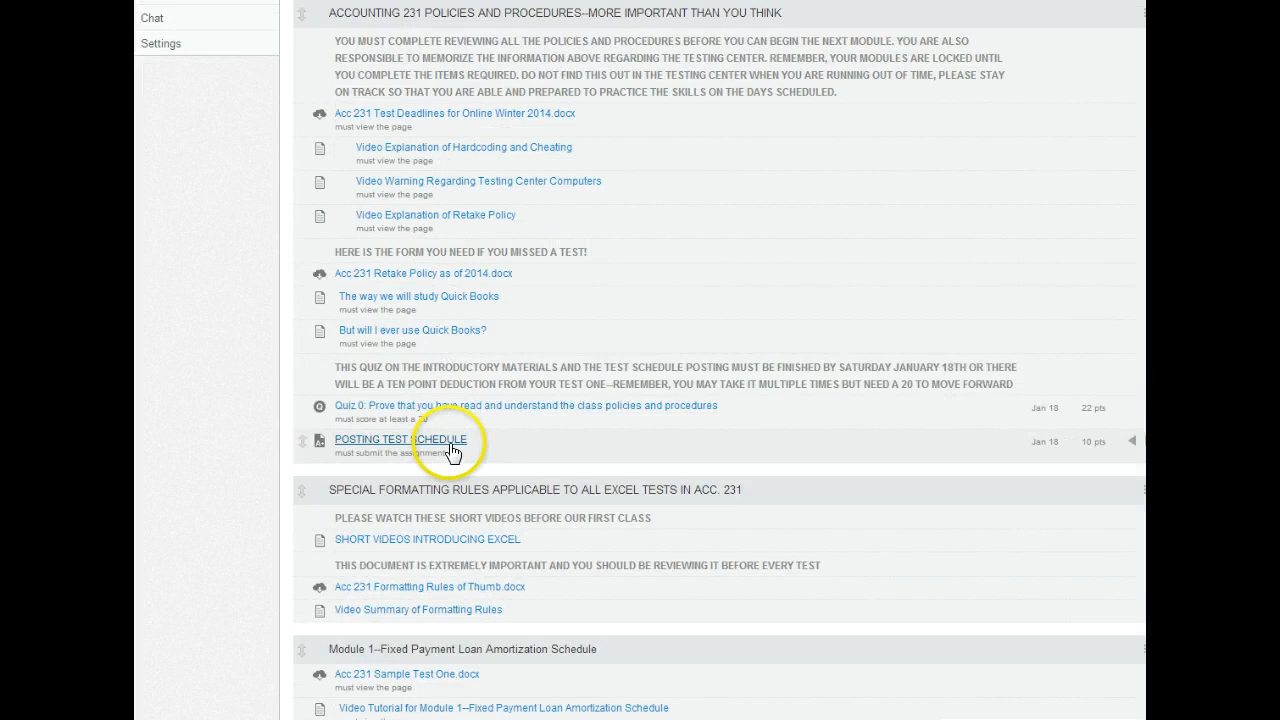 Chat
Settings
ACCOUNTING 231 POLICIES AND PROCEDURES--MORE IMPORTANT THAN YOU THINK
YOU MUST COMPLETE REVIEWING ALL THE POLICIES AND PROCEDURES BEFORE YOU CAN BEGIN THE NEXT MODULE. YOU ARE ALSO
RESPONSIBLE TO MEMORIZE THE INFORMATION ABOVE REGARDING THE TESTING CENTER. REMEMBER, YOUR MODULES ARE LOCKED UNTIL
YOU COMPLETE THE ITEMS REQUIRED. DO NOT FIND THIS OUT IN THE TESTING CENTER WHEN YOU ARE RUNNING OUT OF TIME, PLEASE STAY
ON TRACK SO THAT YOU ARE ABLE AND PREPARED TO PRACTICE THE SKILLS ON THE DAYS SCHEDULED.
Acc 231 Test Deadlines for Online Winter 2014.docx
must view the page
Video Explanation of Hardcoding and Cheating
must view the page
Video Warning Regarding Testing Center Computers
must view the page
Video Explanation of Retake Policy
must view the page
HERE IS THE FORM YOU NEED IF YOU MISSED A TEST!
Acc 231 Retake Policy as of 2014.docx
The way we will study Quick Books
must view the page
But will I ever use Quick Books?
must view the page
THIS QUIZ ON THE INTRODUCTORY MATERIALS AND THE TEST SCHEDULE POSTING MUST BE FINISHED BY SATURDAY JANUARY 18TH OR THERE
WILL BE A TEN POINT DEDUCTION FROM YOUR TEST ONE--REMEMBER, YOU MAY TAKE IT MULTIPLE TIMES BUT NEED A 20 TO MOVE FORWARD
Quiz 0: Prove that you have read and understand the class policies and procedures Jan 18 22 pts
must score at least a 20
POSTING TEST SCHEDULE Jan 18 10 pts
must submit the assignment
SPECIAL FORMATTING RULES APPLICABLE TO ALL EXCEL TESTS IN ACC. 231
PLEASE WATCH THESE SHORT VIDEOS BEFORE OUR FIRST CLASS
SHORT VIDEOS INTRODUCING EXCEL
THIS DOCUMENT IS EXTREMELY IMPORTANT AND YOU SHOULD BE REVIEWING IT BEFORE EVERY TEST
Acc 231 Formatting Rules of Thumb.docx
Video Summary of Formatting Rules
Module 1--Fixed Payment Loan Amortization Schedule
Acc 231 Sample Test One.docx
must view the page
Video Tutorial for Module 1--Fixed Payment Loan Amortization Schedule